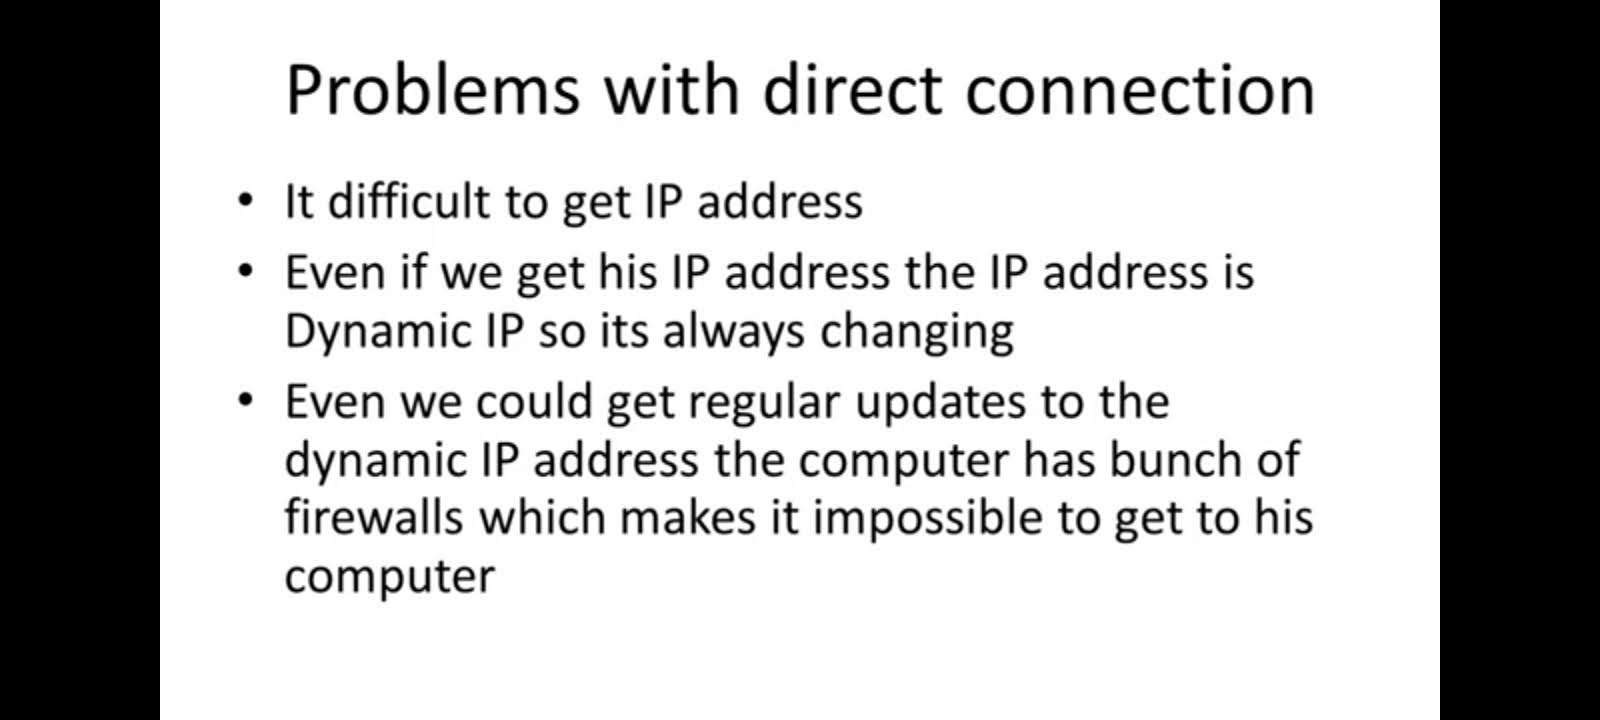 Problems with direct connection
• It difficult to get IP address
• Even if we get his IP address the IP address is
Dynamic IP so its always changing
• Even we could get regular updates to the
dynamic IP address the computer has bunch of
firewalls which makes it impossible to get to his
computer